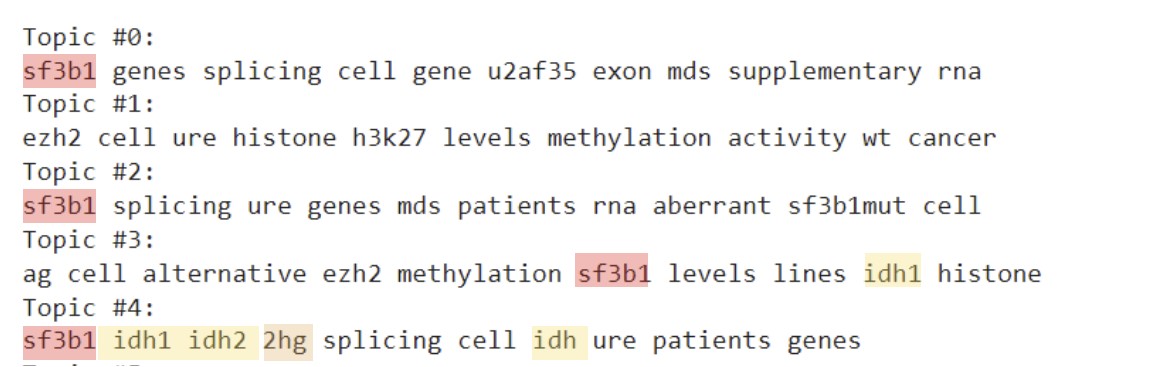 Topic #0:
sf3b1 genes splicing cell gene u2af35 exon mds supplementary rna
Topic #1:
ezh2 cell ure histone h3k27 levels methylation activity wt cancer
Topic #2:
sf3b1 splicing ure genes mds patients rna aberrant sf3b1mut cell
Topic #3:
ag cell alternative ezh2 methylation sf3b1 levels lines idh1 histone
Topic #4:
sf3b1 idh1 idh2 2hg splicing cell idh ure patients genes